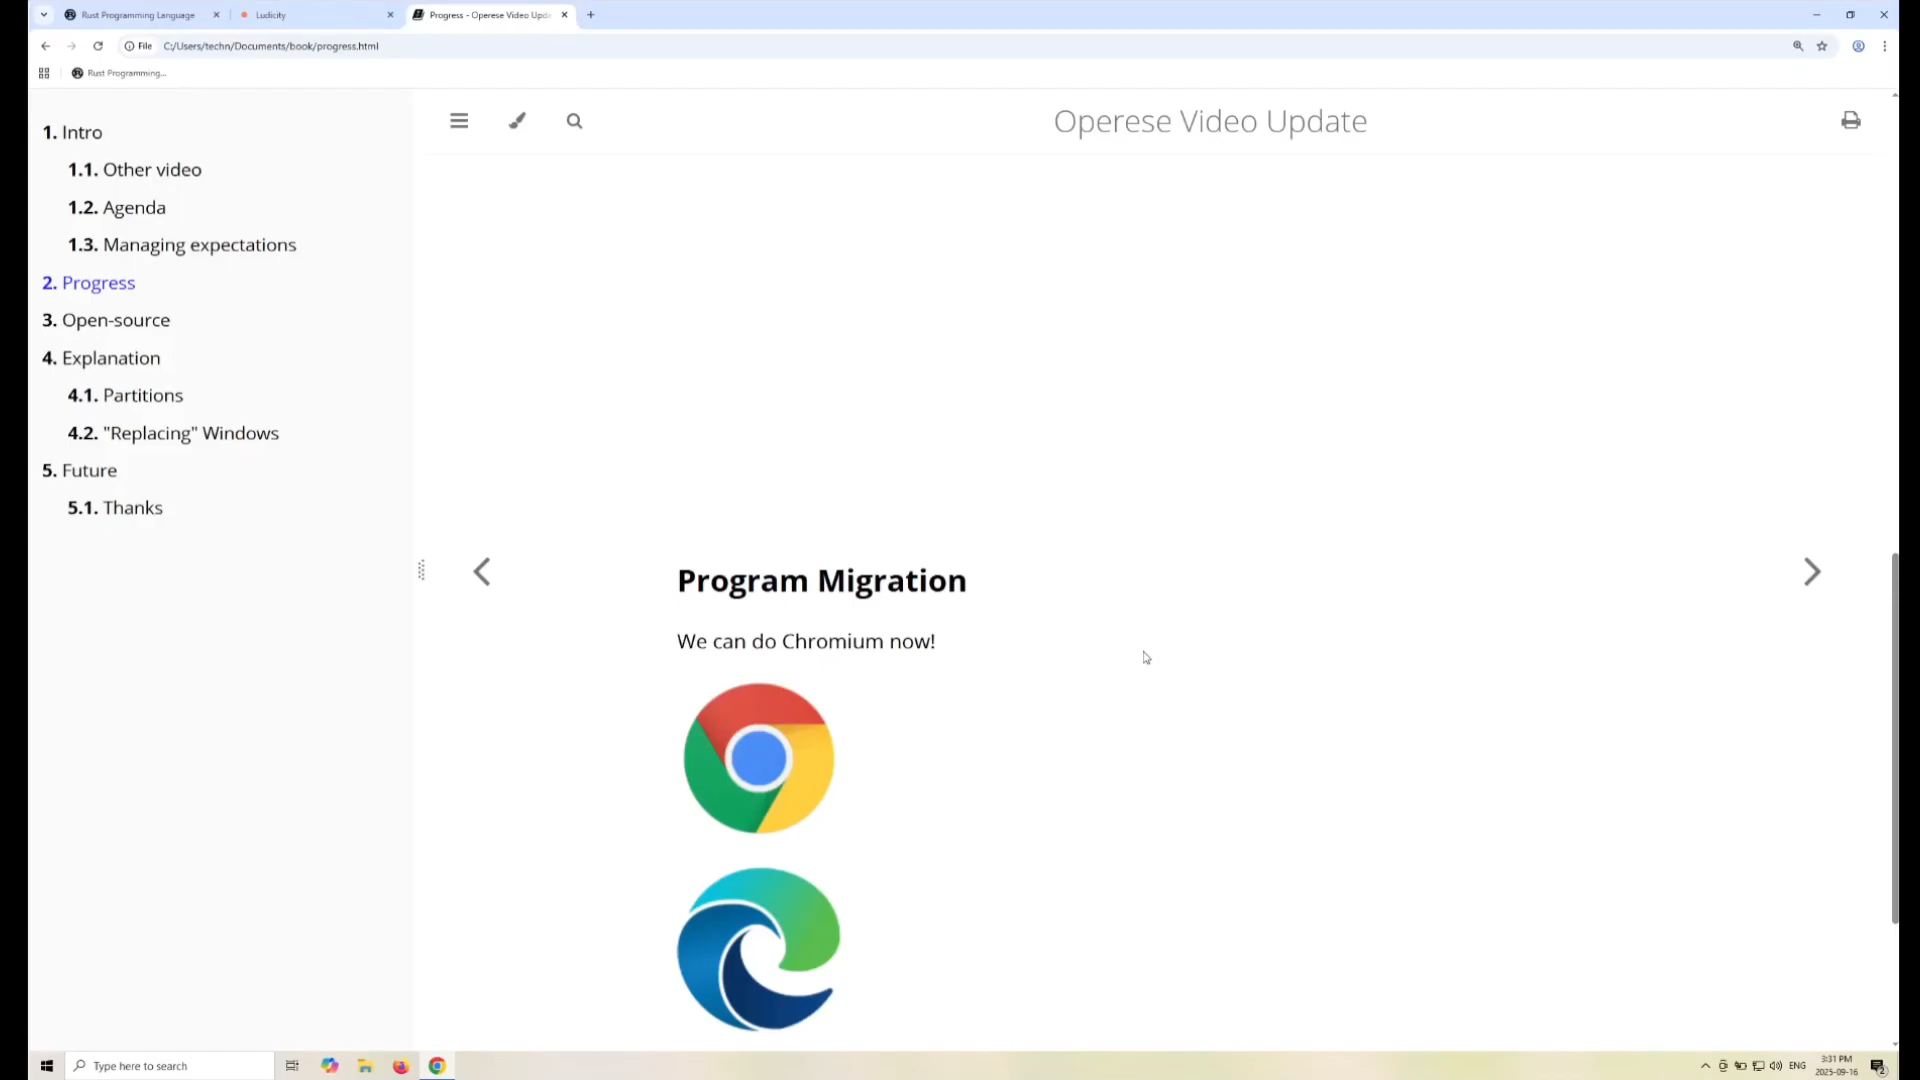 Rust Programming Language
Ludicity
Progress - Operese Video Upda
File
C:/Users/techn/Documents/book/progress.html
Rust Programming...
1. Intro
1.1. Other video
1.2. Agenda
1.3. Managing expectations
2. Progress
3. Open-source
4. Explanation
4.1. Partitions
4.2. "Replacing" Windows
5. Future
5.1. Thanks
Operese Video Update
Program Migration
We can do Chromium now!
Type here to search
ENG
3:31 PM
2025-09-16
2